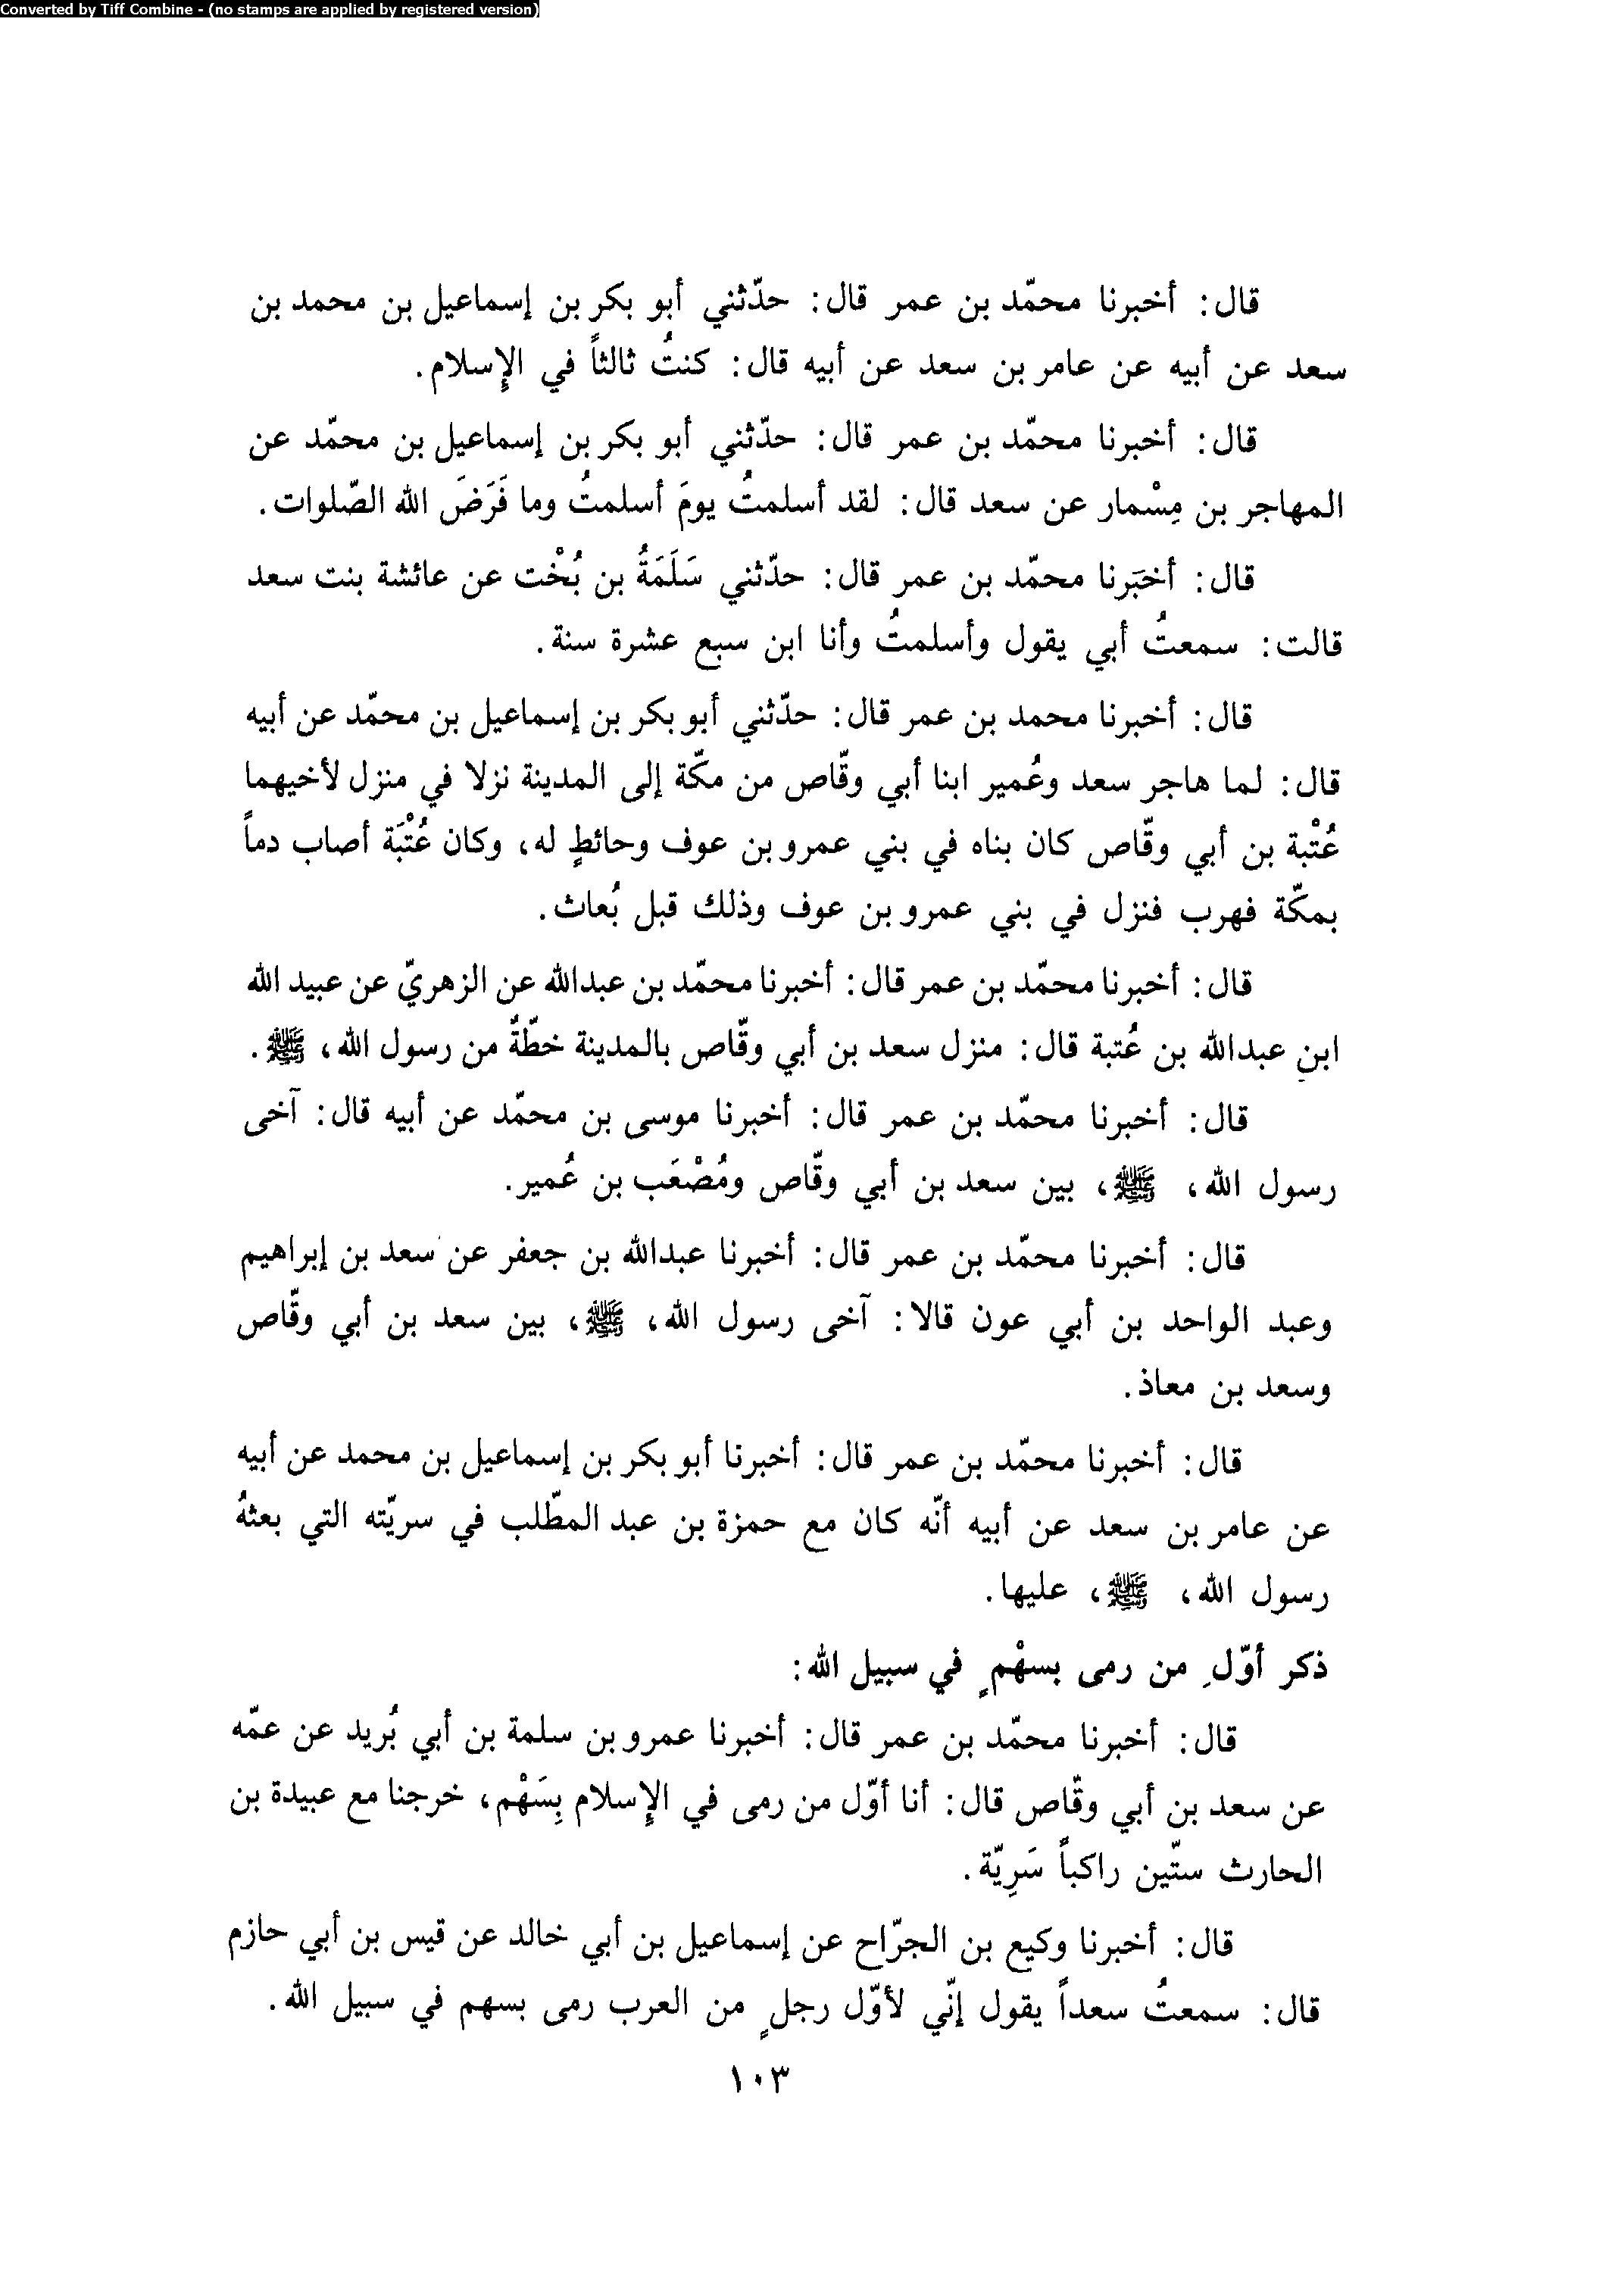 Converted by Tiff Combine - (no stamps are applied by registered version)
قال: أخبرنا محمّد بن عمر قال: حدّثني أبو بكر بن إسماعيل بن محمد بن
سعد عن أبيه عن عامر بن سعد عن أبيه قال: كنتُ ثالثاً في الإِسلام.
قال: أخبرنا محمّد بن عمر قال: حدّثني أبو بكر بن إسماعيل بن محمّد عن
المهاجر بن مِسْمار عن سعد قال: لقد أسلمتُ يومَ أسلمتُ وما فَرَضَ الله الصّلوات.
قال: أخبَرنا محمّد بن عمر قال: حدّثني سَلَمَةُ بن بُخْت عن عائشة بنت سعد
قالت: سمعتُ أبي يقول وأسلمتُ وأنا ابن سبع عشرة سنة.
قال: أخبرنا محمد بن عمر قال: حدّثني أبو بكر بن إسماعيل بن محمّد عن أبيه
قال: لما هاجر سعد وعُمير ابنا أبي وقّاص من مكّة إلى المدينة نزلا في منزل لأخيهما
عُتْبة بن أبي وقّاص كان بناه في بني عمرو بن عوف وحائطٍ له، وكان عُتْبَة أصاب دماً
بمكّة فهرب فنزل في بني عمرو بن عوف وذلك قبل بُعاث.
قال: أخبرنا محمّد بن عمر قال: أخبرنا محمّد بن عبدالله عن الزهريّ عن عبيد الله
ابنِ عبدالله بن عُتبة قال: منزل سعد بن أبي وقّاص بالمدينة خطّةٌ من رسول الله، ﷺ.
قال: أخبرنا محمّد بن عمر قال: أخبرنا موسى بن محمّد عن أبيه قال: آخى
رسول الله، ﷺ، بين سعد بن أبي وقّاص ومُصْعَب بن عُمير.
قال: أخبرنا محمّد بن عمر قال: أخبرنا عبدالله بن جعفر عن سعد بن إبراهيم
وعبد الواحد بن أبي عون قالا: آخى رسول الله، ﷺ، بين سعد بن أبي وقّاص
وسعد بن معاذ.
قال: أخبرنا محمّد بن عمر قال: أخبرنا أبو بكر بن إسماعيل بن محمد عن أبيه
عن عامر بن سعد عن أبيه أنّه كان مع حمزة بن عبد المطّلب في سريّته التي بعثهُ
رسول الله، ﷺ، عليها.
ذكر أوّلِ من رمى بسهْمٍ في سبيل الله:
قال: أخبرنا محمّد بن عمر قال: أخبرنا عمرو بن سلمة بن أبي بُريد عن عمّه
عن سعد بن أبي وقّاص قال: أنا أوّل من رمى في الإِسلام بِسَهْم، خرجنا مع عبيدة بن
الحارث ستّين راكباً سَرِيّة.
قال: أخبرنا وكيع بن الجرّاح عن إسماعيل بن أبي خالد عن قيس بن أبي حازم
قال: سمعتُ سعداً يقول إنّي لأوّل رجلٍ من العرب رمى بسهم في سبيل الله.
١٠٣